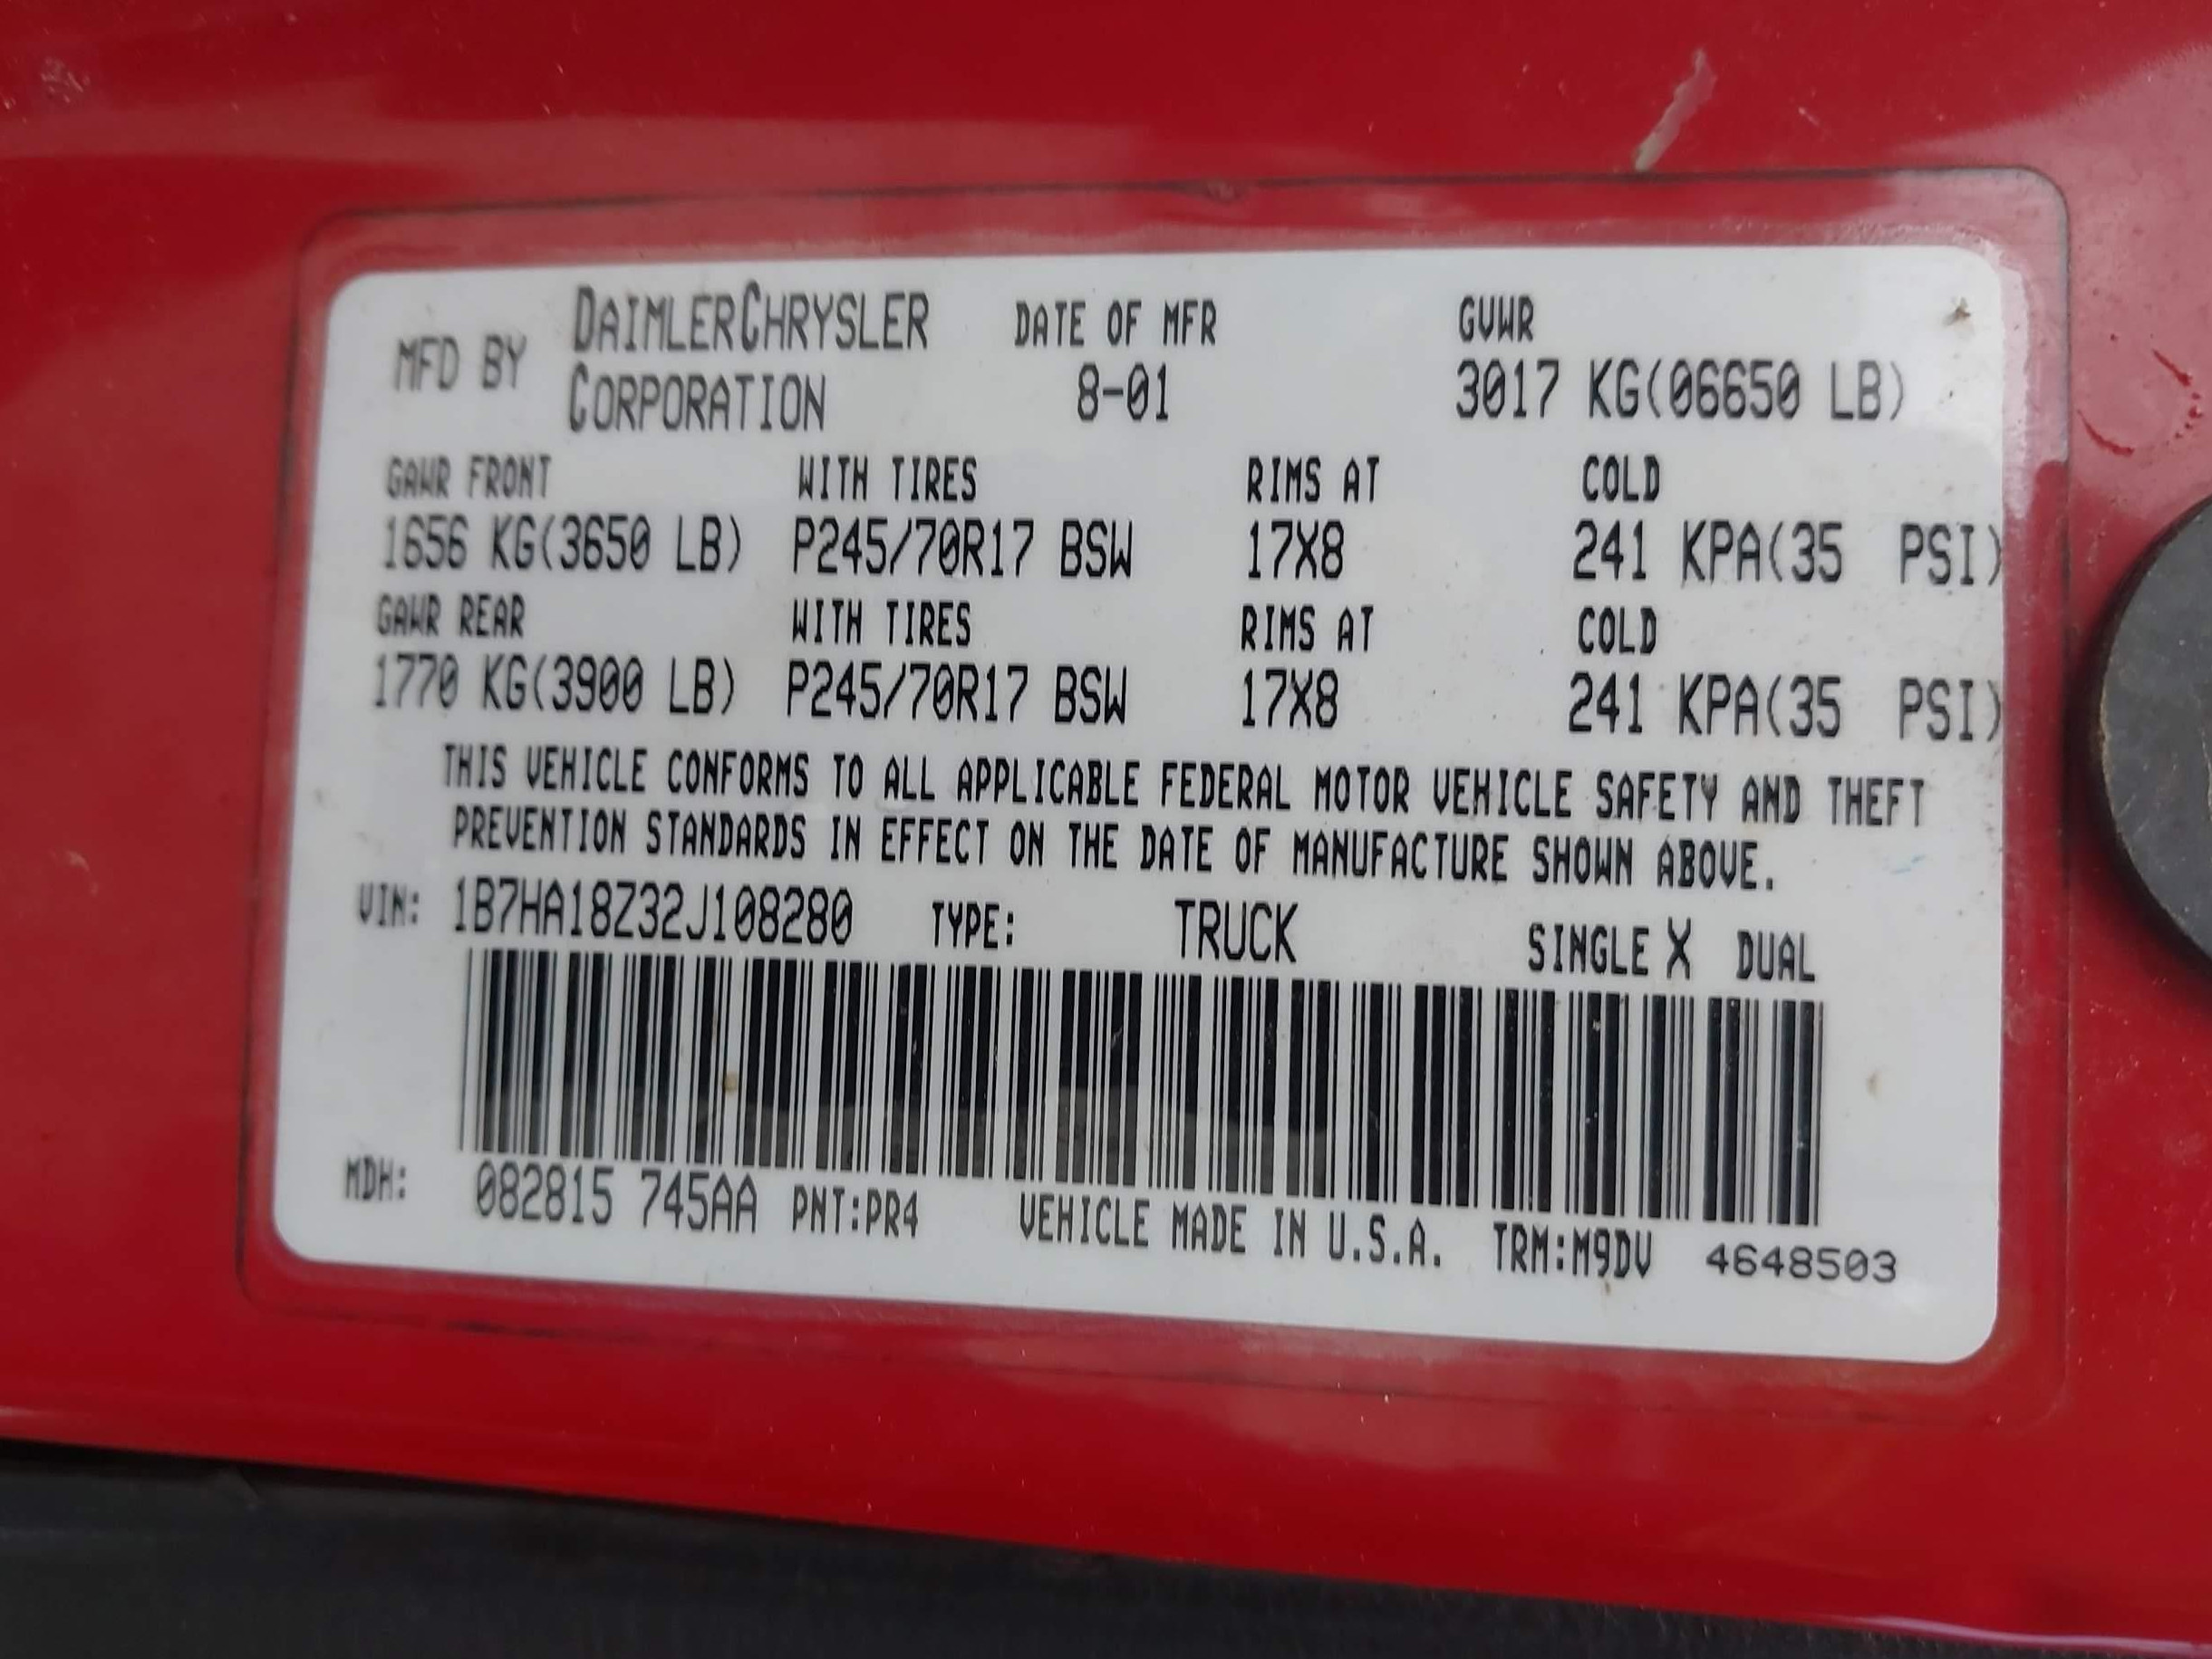 MFD BY DAIMLERCHRYSLER CORPORATION
DATE OF MFR
8-01
GVWR
3017 KG(06650 LB)
GAWR FRONT WITH TIRES RIMS AT COLD
1656 KG(3650 LB) P245/70R17 BSW 17X8 241 KPA(35 PSI)
GAWR REAR WITH TIRES RIMS AT COLD
1770 KG(3900 LB) P245/70R17 BSW 17X8 241 KPA(35 PSI)
THIS VEHICLE CONFORMS TO ALL APPLICABLE FEDERAL MOTOR VEHICLE SAFETY AND THEFT
PREVENTION STANDARDS IN EFFECT ON THE DATE OF MANUFACTURE SHOWN ABOVE.
VIN: 1B7HA18Z32J108280 TYPE: TRUCK SINGLE X DUAL
MDH: 082815 745AA PNT:PR4 VEHICLE MADE IN U.S.A. TRM:M9DV 4648503